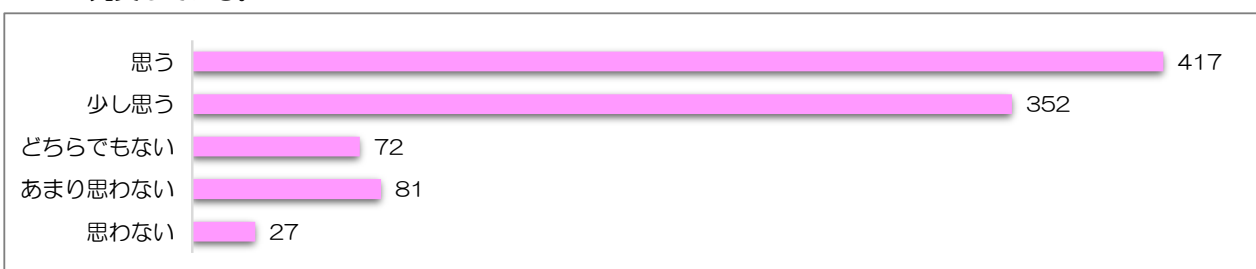 思う 417
少し思う 352
どちらでもない 72
あまり思わない 81
思わない 27